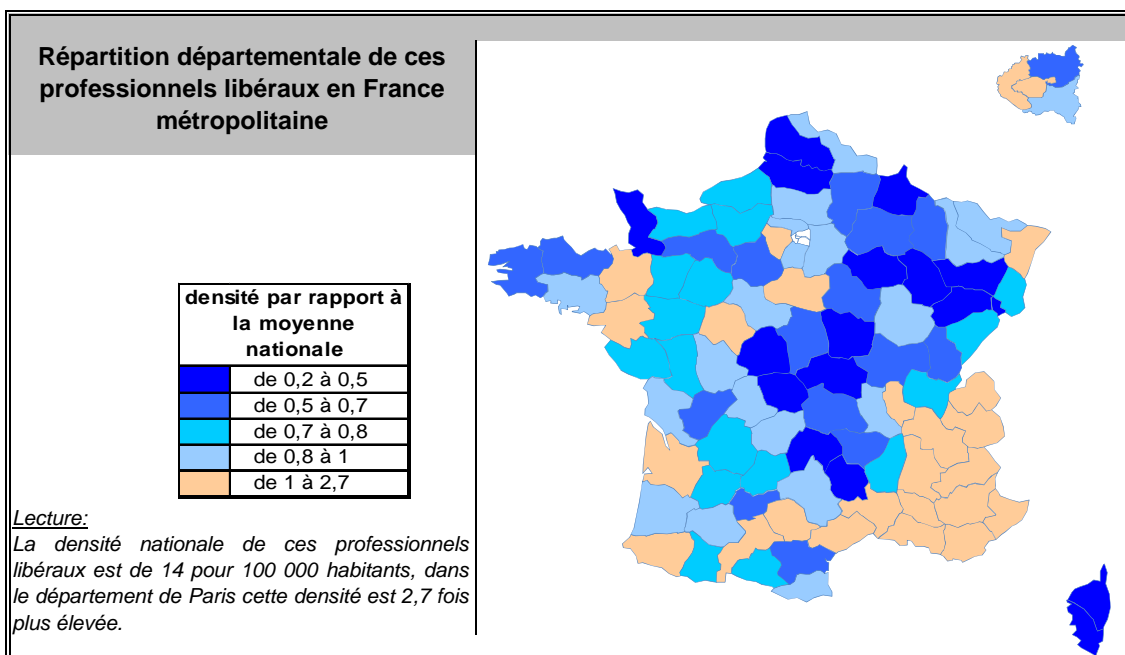 Répartition départementale de ces
professionnels libéraux en France
métropolitaine
densité par rapport à
la moyenne
nationale
de 0,2 à 0,5
de 0,5 à 0,7
de 0,7 à 0,8
de 0,8 à 1
de 1 à 2,7
Lecture:
La densité nationale de ces professionnels
libéraux est de 14 pour 100 000 habitants, dans
le département de Paris cette densité est 2,7 fois
plus élevée.